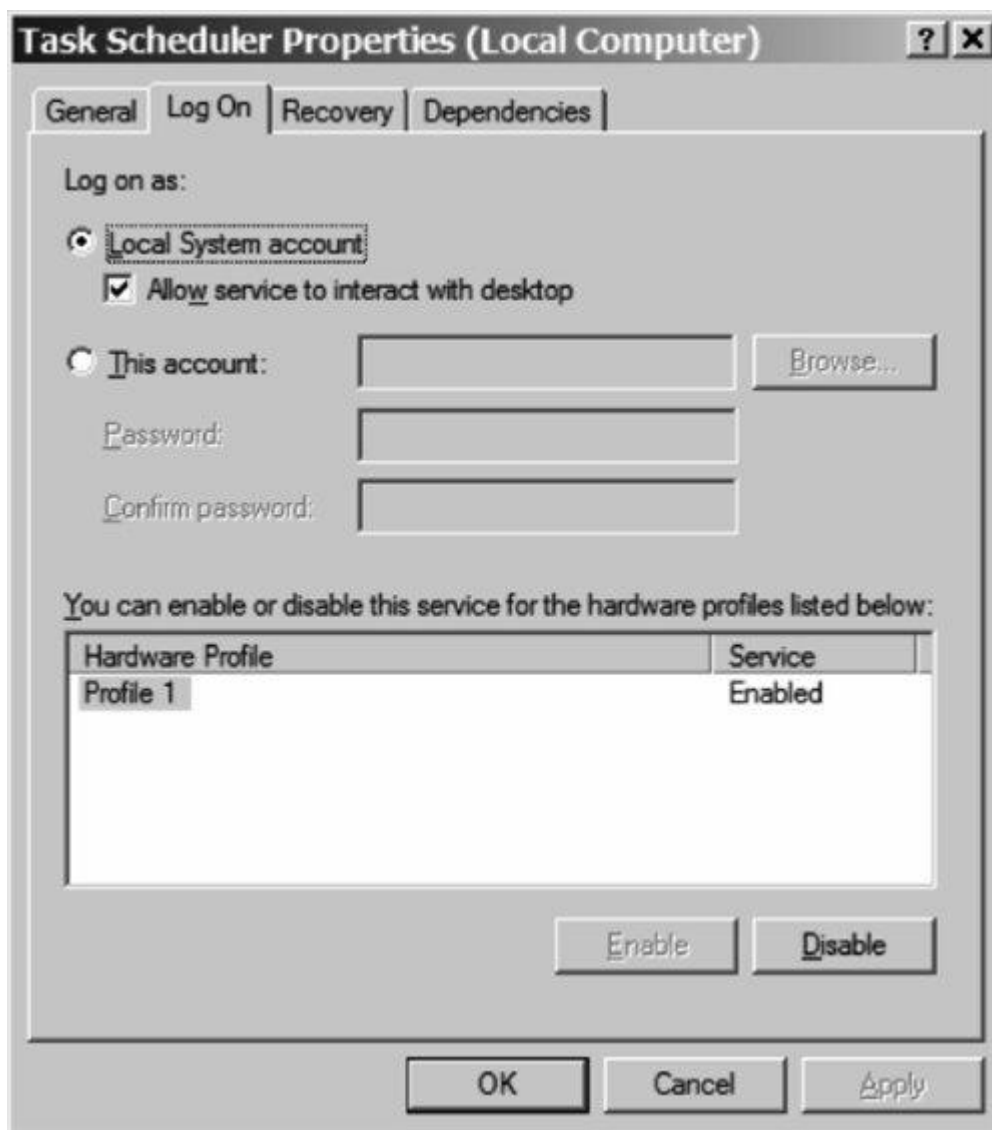 Task Scheduler Properties (Local Computer)
General Log On Recovery Dependencies
Log on as:
Local System account
Allow service to interact with desktop
This account: Browse...
Password:
Confirm password:
You can enable or disable this service for the hardware profiles listed below:
Hardware Profile Service
Profile 1 Enabled
Enable Disable
OK Cancel Apply